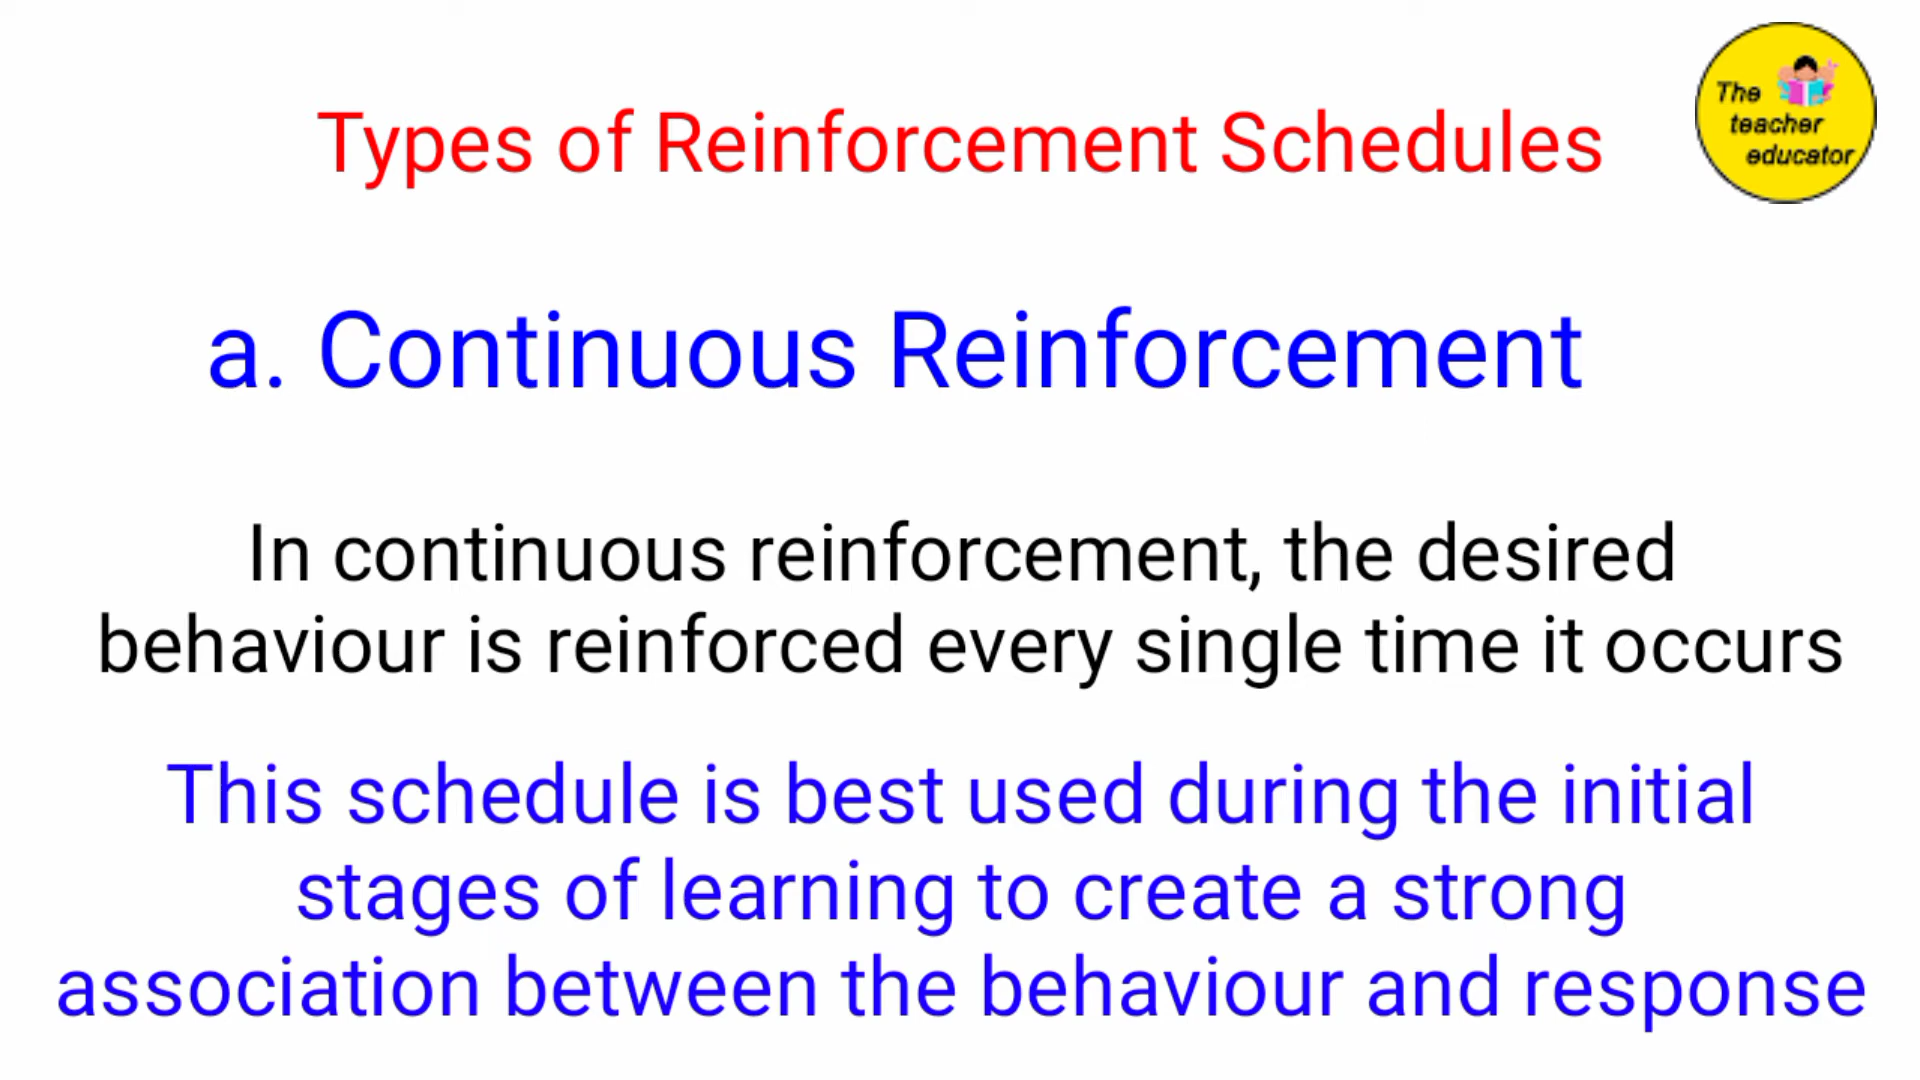 The
teacher
educator
Types of Reinforcement Schedules
a. Continuous Reinforcement
In continuous reinforcement, the desired
behaviour is reinforced every single time it occurs
This schedule is best used during the initial
stages of learning to create a strong
association between the behaviour and response